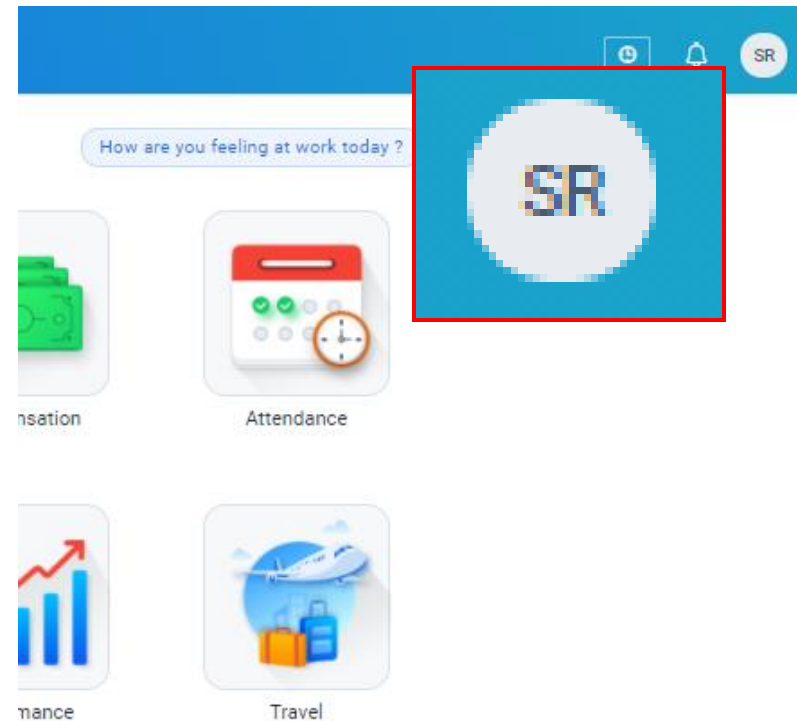 SR
How are you feeling at work today ?
SR
nsation
Attendance
mance
Travel